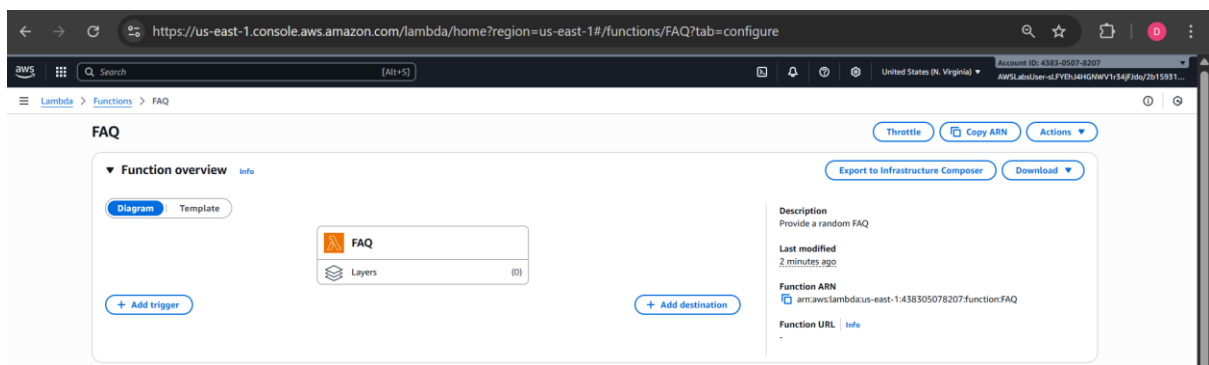 https://us-east-1.console.aws.amazon.com/lambda/home?region=us-east-1#/functions/FAQ?tab=configure
D
aws
Search
[Alt+S]
United States (N. Virginia)
Account ID: 4383-0507-8207
Lambda > Functions > FAQ
FAQ
Throttle
Copy ARN
Actions
Function overview Info
Export to Infrastructure Composer
Download
Diagram
Template
FAQ
Layers
(0)
+ Add trigger
+ Add destination
Description
Provide a random FAQ
Last modified
2 minutes ago
Function ARN
arn:aws:lambda:us-east-1:438305078207:function:FAQ
Function URL Info
-